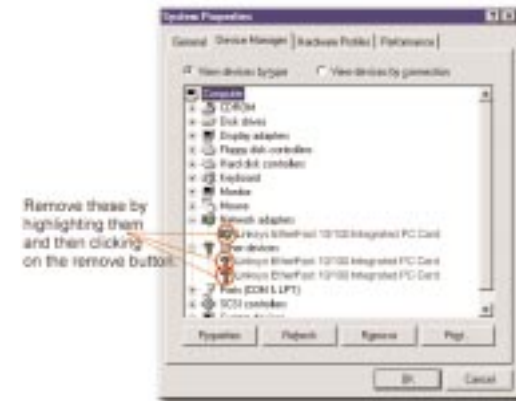 System Properties
General Device Manager Hardware Profiles Performance
View devices by type View devices by connection
Computer
CDROM
Disk drives
Display adapters
Floppy disk controllers
Hard disk controllers
Keyboard
Monitor
Mouse
Network adapters
Linksys EtherFast 10/100 Integrated PC Card
Other devices
Linksys EtherFast 10/100 Integrated PC Card
Linksys EtherFast 10/100 Integrated PC Card
Ports (COM & LPT)
SCSI controllers
System devices
Remove these by
highlighting them
and then clicking
on the remove button.
Properties Refresh Remove Print
OK Cancel